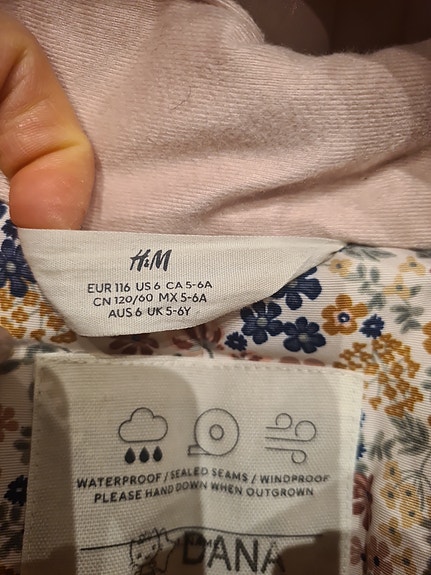 H&M
EUR 116 US 6 CA 5-6A
CN 120/60 MX 5-6A
AUS 6 UK 5-6Y
WATERPROOF / SEALED SEAMS / WINDPROOF
PLEASE HAND DOWN WHEN OUTGROWN
DANA